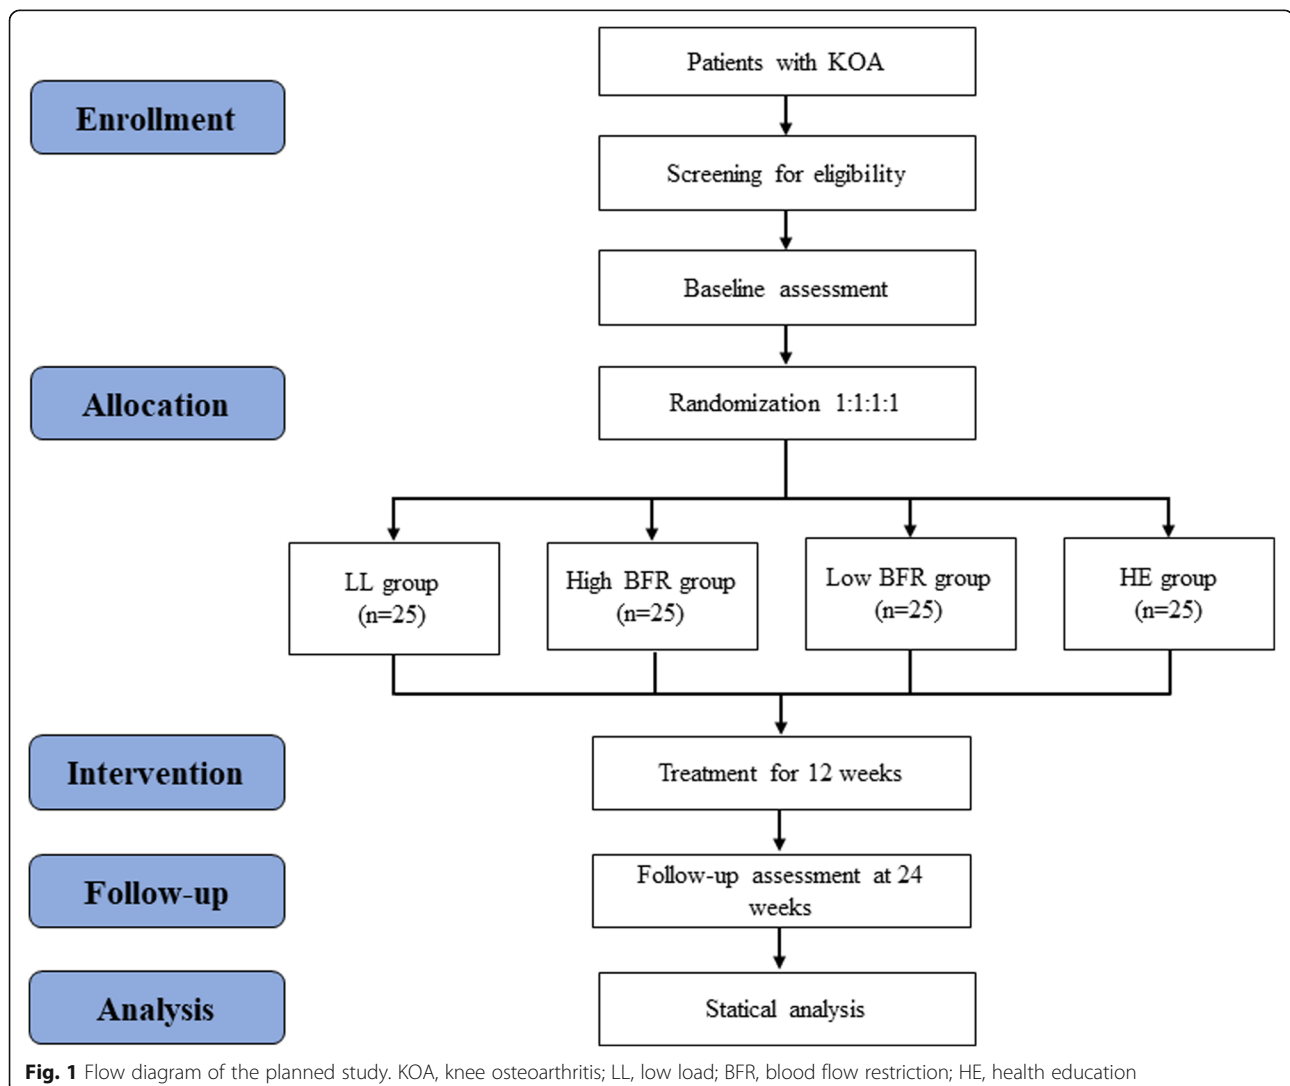 Patients with KOA
Enrollment
Screening for eligibility
Baseline assessment
Allocation
Randomization 1:1:1:1
LL group
(n=25)
High BFR group
(n=25)
Low BFR group
(n=25)
HE group
(n=25)
Intervention
Treatment for 12 weeks
Follow-up
Follow-up assessment at 24
weeks
Analysis
Statical analysis
Fig. 1 Flow diagram of the planned study. KOA, knee osteoarthritis; LL, low load; BFR, blood flow restriction; HE, health education